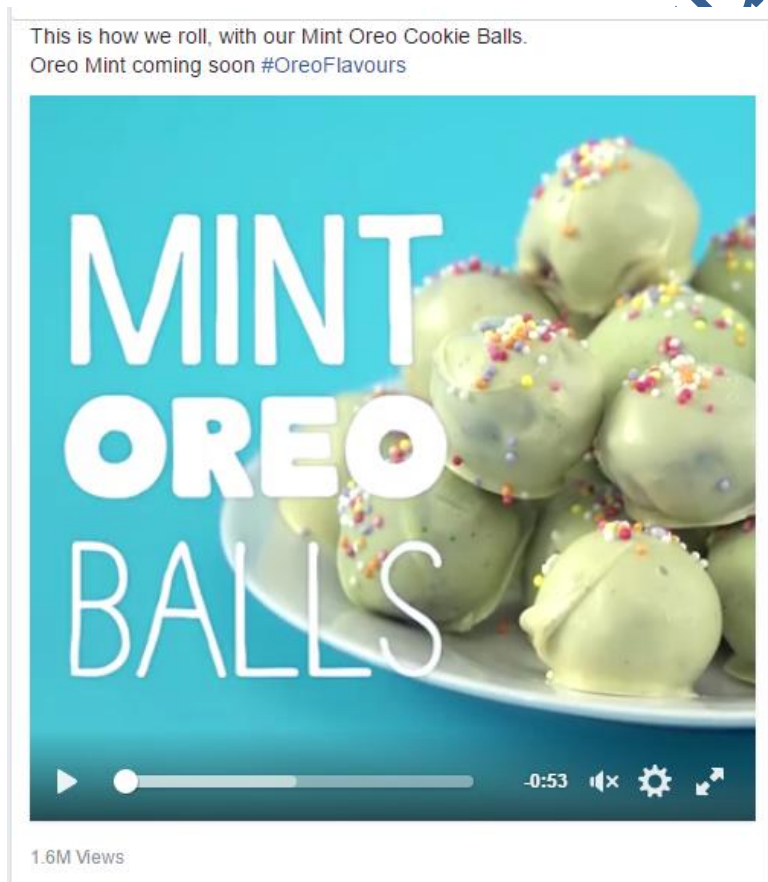 This is how we roll, with our Mint Oreo Cookie Balls.
Oreo Mint coming soon #OreoFlavours
MINT
OREO
BALLS
-0:53
1.6M Views